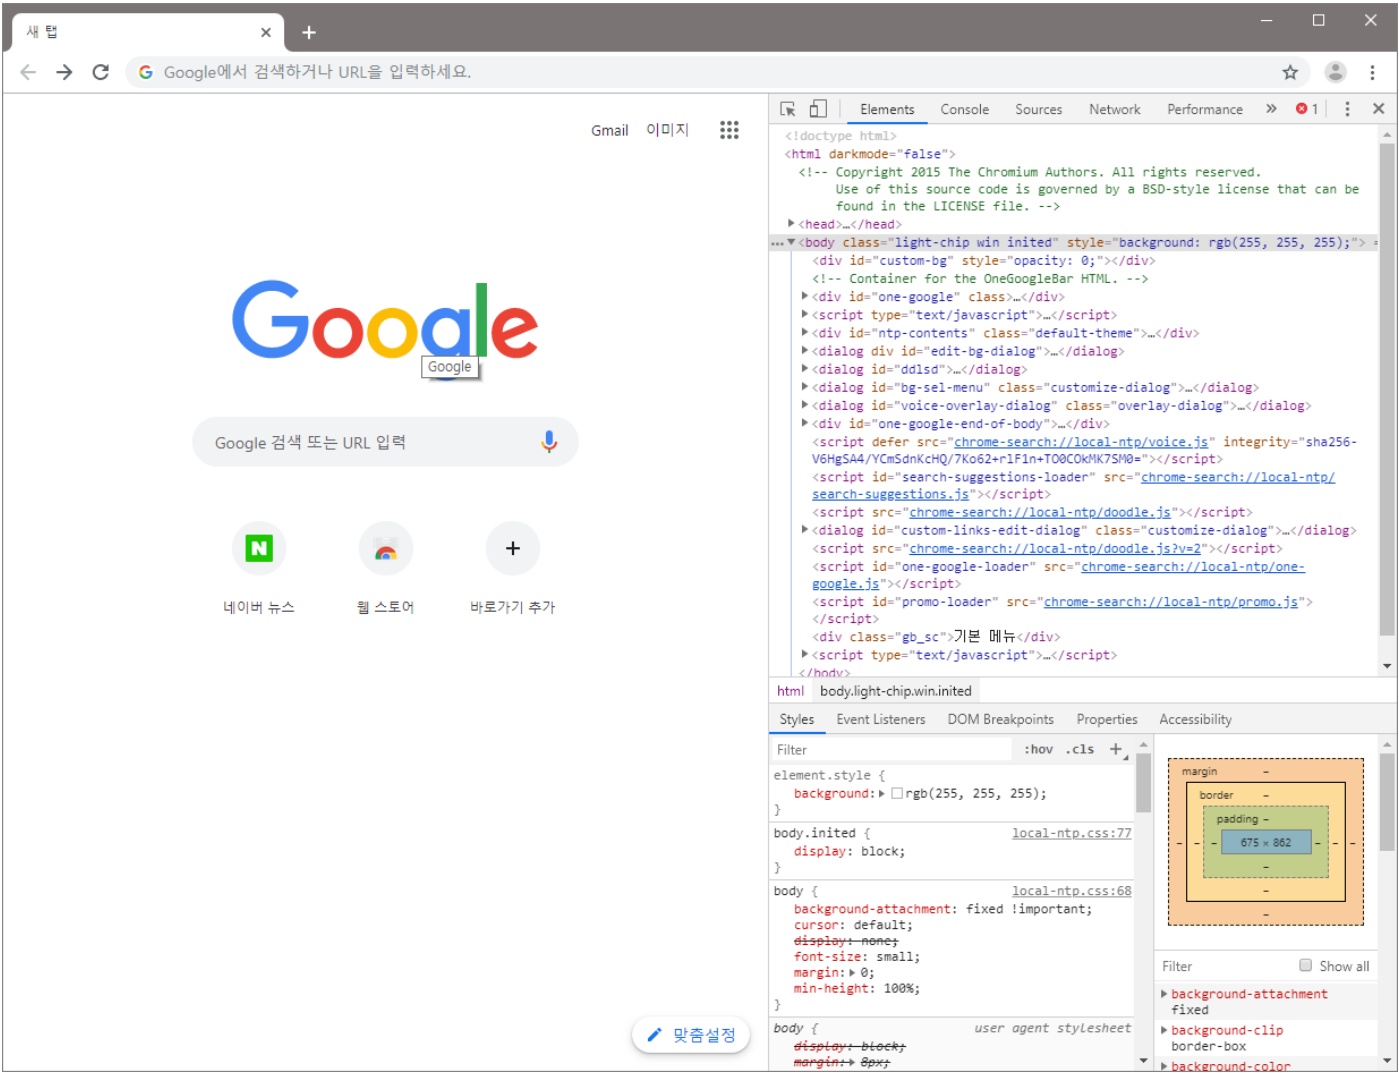 새 탭
Google에서 검색하거나 URL을 입력하세요.
Gmail 이미지
Google
Google
Google 검색 또는 URL 입력
네이버 뉴스 웹 스토어 바로가기 추가
맞춤설정
Elements Console Sources Network Performance » 1
<!doctype html>
<html darkmode="false">
<!-- Copyright 2015 The Chromium Authors. All rights reserved.
Use of this source code is governed by a BSD-style license that can be
found in the LICENSE file. -->
<head>…</head>
<body class="light-chip win inited" style="background: rgb(255, 255, 255);"> =
<div id="custom-bg" style="opacity: 0;"></div>
<!-- Container for the OneGoogleBar HTML. -->
<div id="one-google" class>…</div>
<script type="text/javascript">…</script>
<div id="ntp-contents" class="default-theme">…</div>
<dialog div id="edit-bg-dialog">…</dialog>
<dialog id="ddlsd">…</dialog>
<dialog id="bg-sel-menu" class="customize-dialog">…</dialog>
<dialog id="voice-overlay-dialog" class="overlay-dialog">…</dialog>
<div id="one-google-end-of-body">…</div>
<script defer src="chrome-search://local-ntp/voice.js" integrity="sha256-
V6HgSA4/YCmSdnKcHQ/7Ko62+rlF1n+TO0COkMK7SM0="></script>
<script id="search-suggestions-loader" src="chrome-search://local-ntp/
search-suggestions.js"></script>
<script src="chrome-search://local-ntp/doodle.js"></script>
<dialog id="custom-links-edit-dialog" class="customize-dialog">…</dialog>
<script src="chrome-search://local-ntp/doodle.js?v=2"></script>
<script id="one-google-loader" src="chrome-search://local-ntp/one-
google.js"></script>
<script id="promo-loader" src="chrome-search://local-ntp/promo.js">
</script>
<div class="gb_sc">기본 메뉴</div>
<script type="text/javascript">…</script>
</body>
html body.light-chip.win.inited
Styles Event Listeners DOM Breakpoints Properties Accessibility
Filter :hov .cls +
element.style {
background: rgb(255, 255, 255);
}
body.inited { local-ntp.css:77
display: block;
}
body { local-ntp.css:68
background-attachment: fixed !important;
cursor: default;
display: none;
font-size: small;
margin: 0;
min-height: 100%;
}
body { user agent stylesheet
display: block;
margin: 8px;
margin -
border -
padding -
- - - 675 × 862 - - -
-
-
-
Filter Show all
background-attachment
fixed
background-clip
border-box
background-color